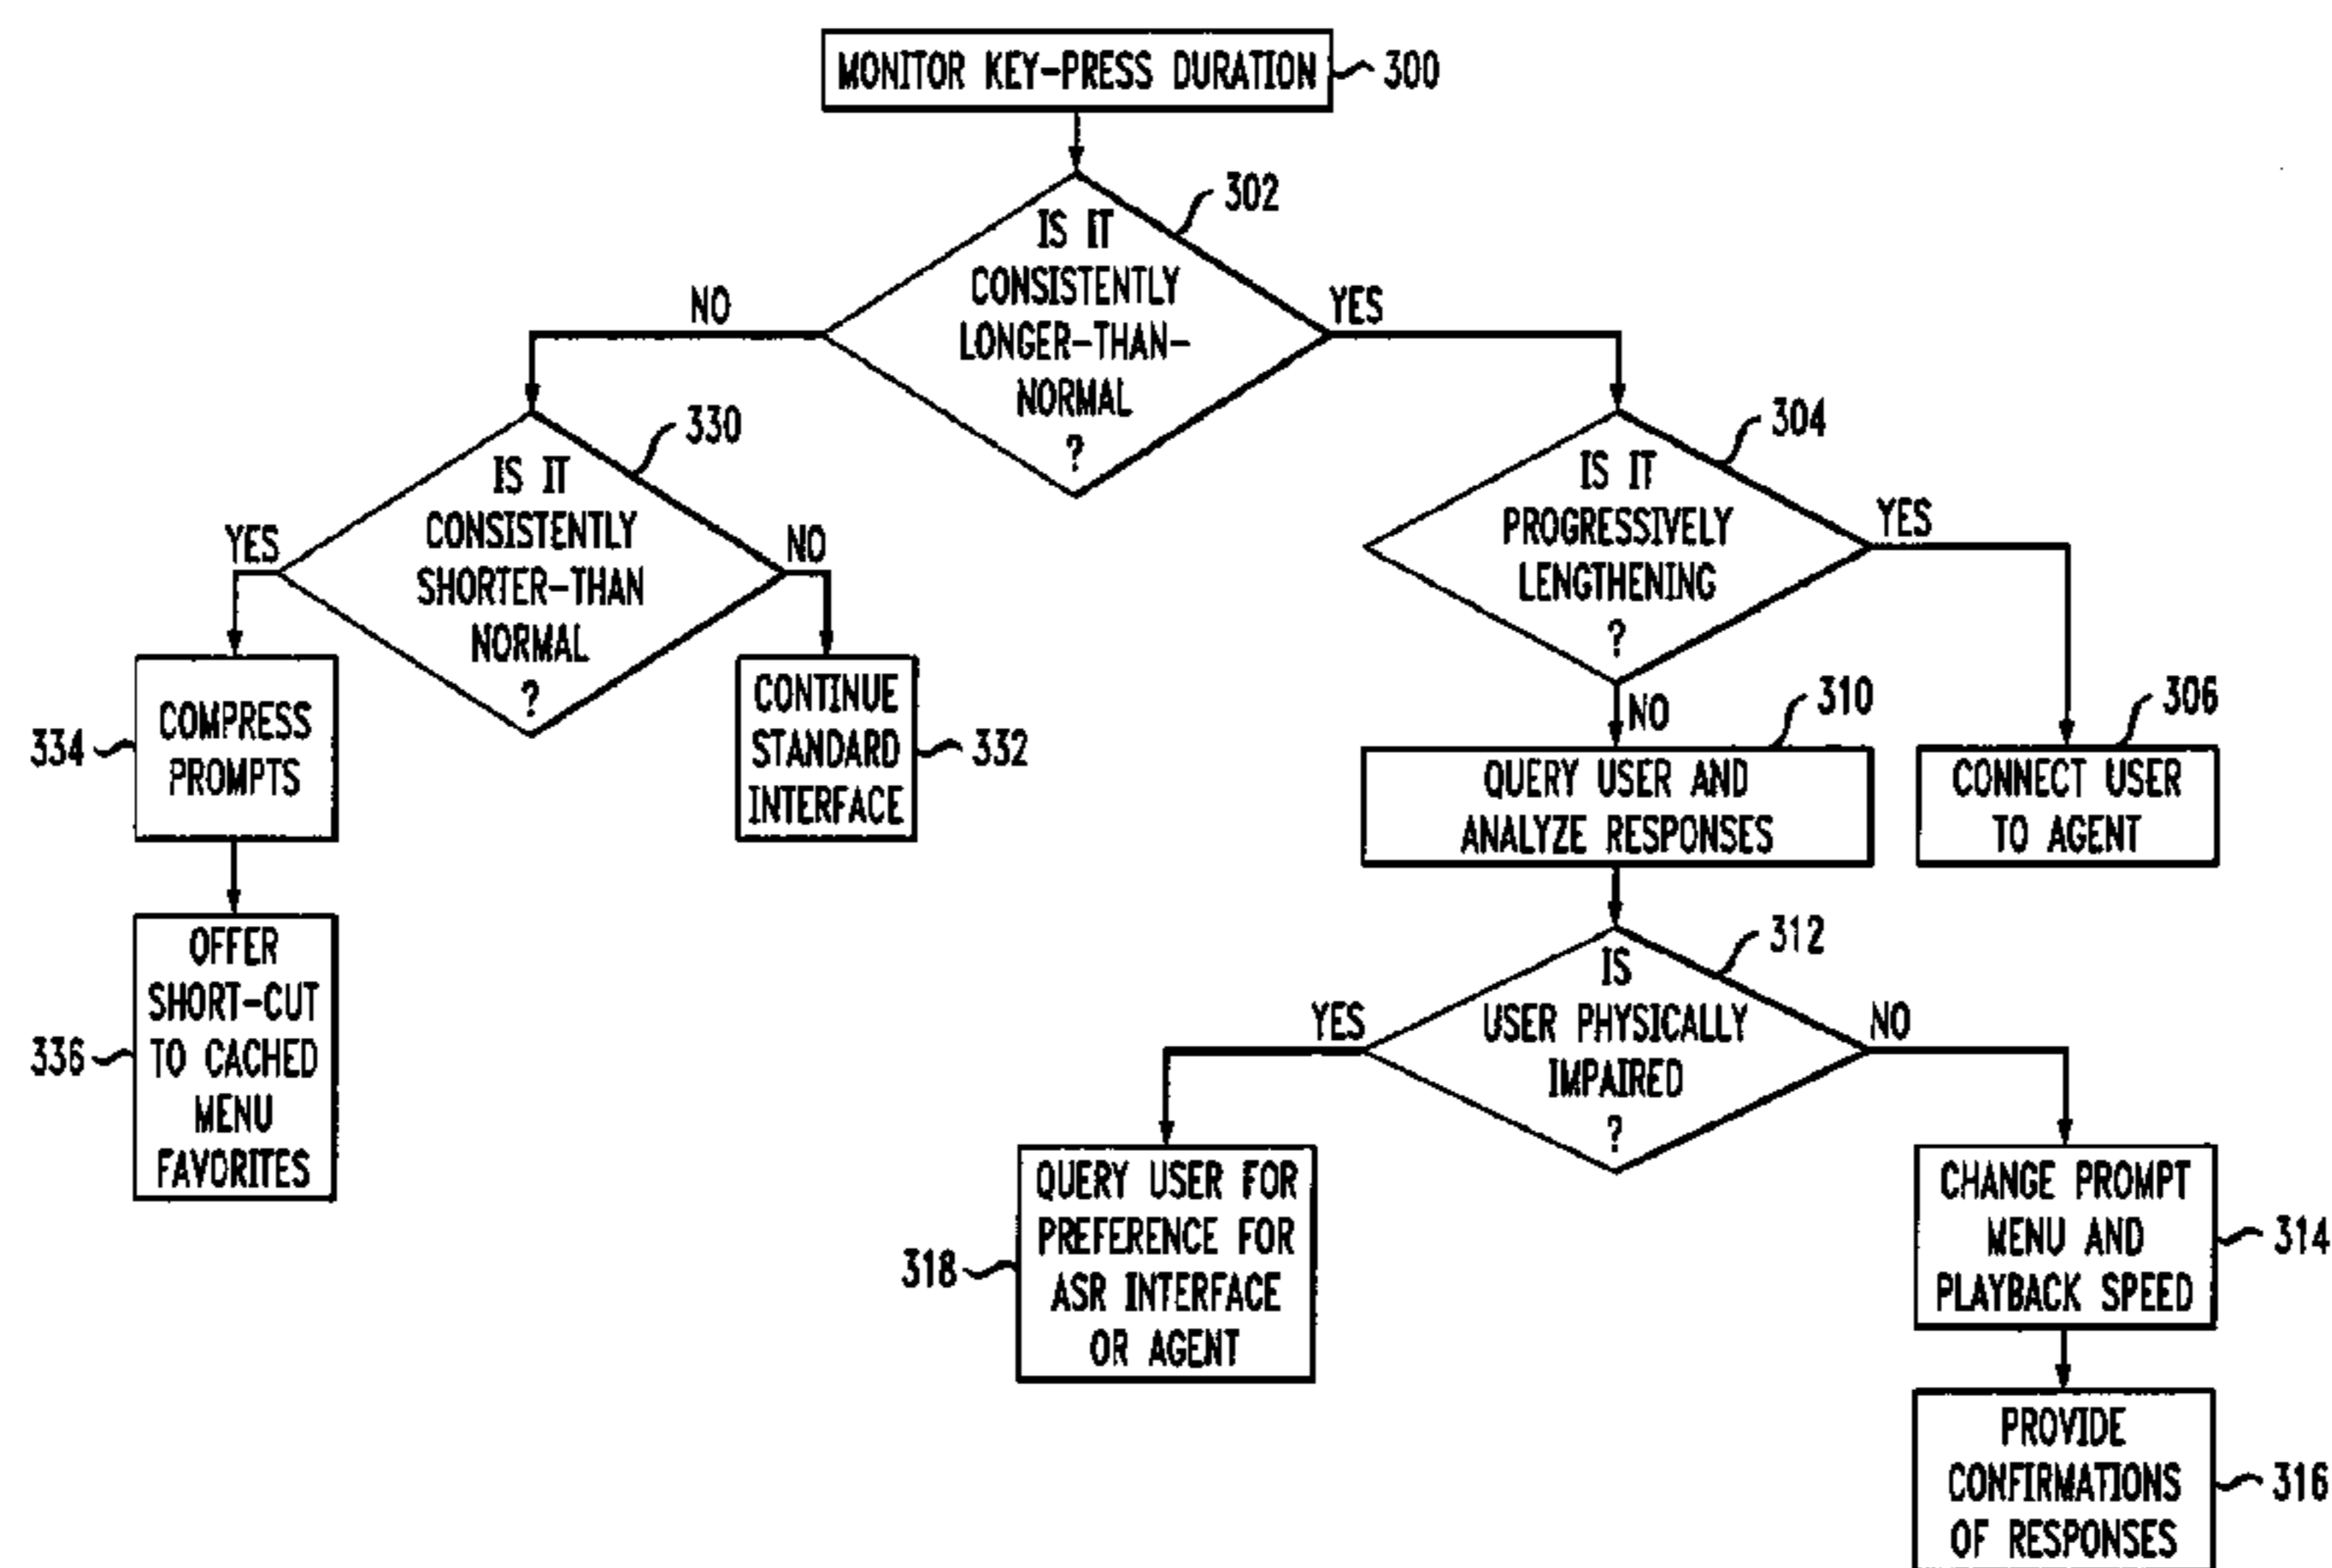 MONITOR KEY-PRESS DURATION
300
302
IS IT
CONSISTENTLY
LONGER-THAN-
NORMAL
?
NO
YES
330
IS IT
CONSISTENTLY
SHORTER-THAN
NORMAL
?
YES
NO
304
IS IT
PROGRESSIVELY
LENGTHENING
?
YES
NO
334
COMPRESS
PROMPTS
CONTINUE
STANDARD
INTERFACE
332
310
QUERY USER AND
ANALYZE RESPONSES
306
CONNECT USER
TO AGENT
336
OFFER
SHORT-CUT
TO CACHED
MENU
FAVORITES
312
IS
USER PHYSICALLY
IMPAIRED
?
YES
NO
318
QUERY USER FOR
PREFERENCE FOR
ASR INTERFACE
OR AGENT
CHANGE PROMPT
MENU AND
PLAYBACK SPEED
314
PROVIDE
CONFIRMATIONS
OF RESPONSES
316